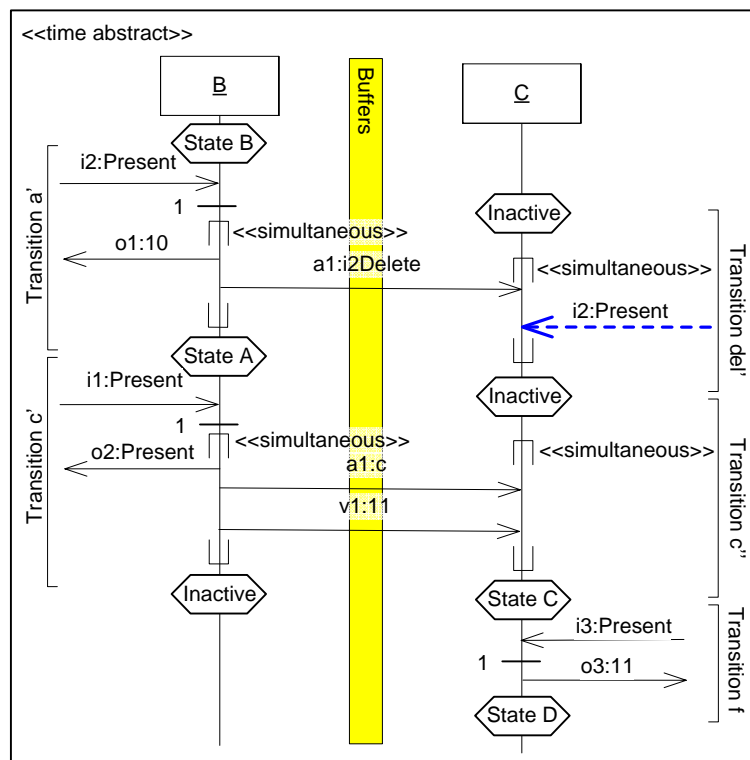 <<time abstract>>
B
Buffers
C
State B
Transition a'
i2:Present
1
Inactive
<<simultaneous>>
o1:10
a1:i2Delete
<<simultaneous>>
i2:Present
Transition del'
State A
Transition c'
i1:Present
Inactive
1
<<simultaneous>>
o2:Present
a1:c
<<simultaneous>>
v1:11
Transition c''
Inactive
State C
i3:Present
1
o3:11
Transition f
State D